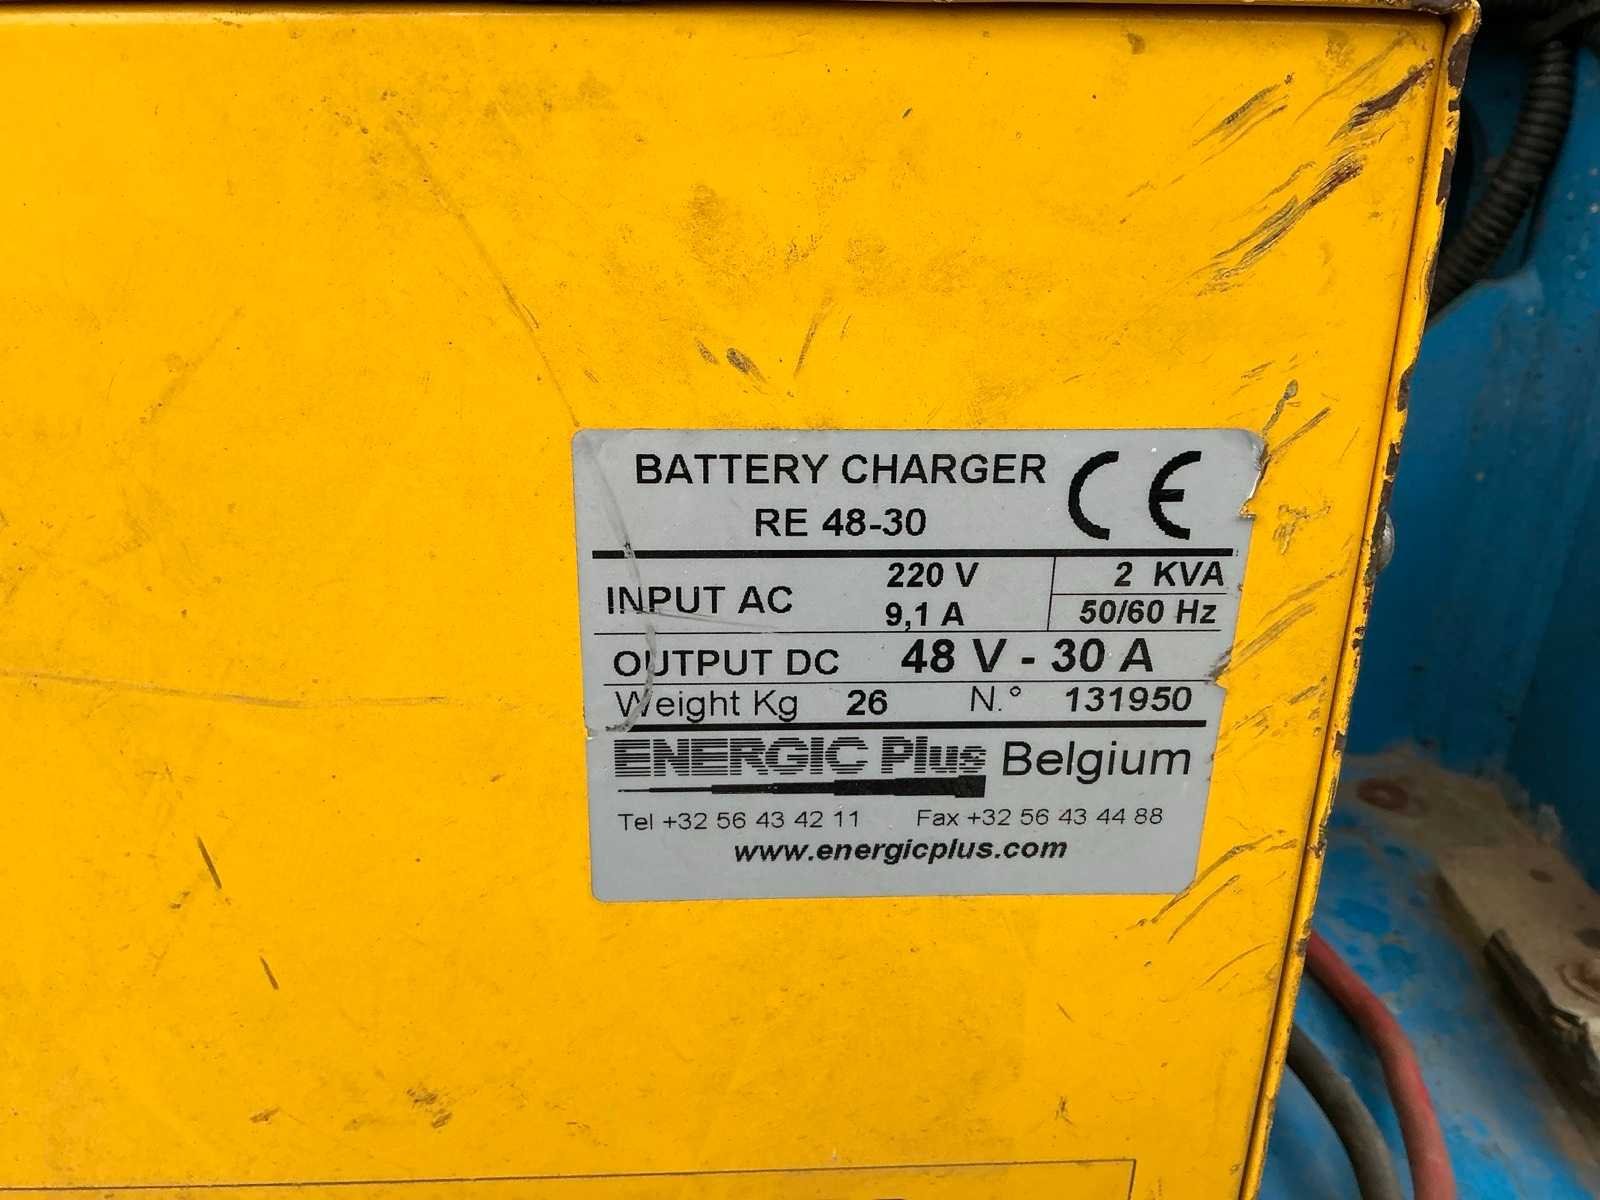 BATTERY CHARGER CE
RE 48-30
INPUT AC 220 V 2 KVA
9,1 A 50/60 Hz
OUTPUT DC 48 V - 30 A
Weight Kg 26 N.° 131950
ENERGIC Plus Belgium
Tel +32 56 43 42 11 Fax +32 56 43 44 88
www.energicplus.com